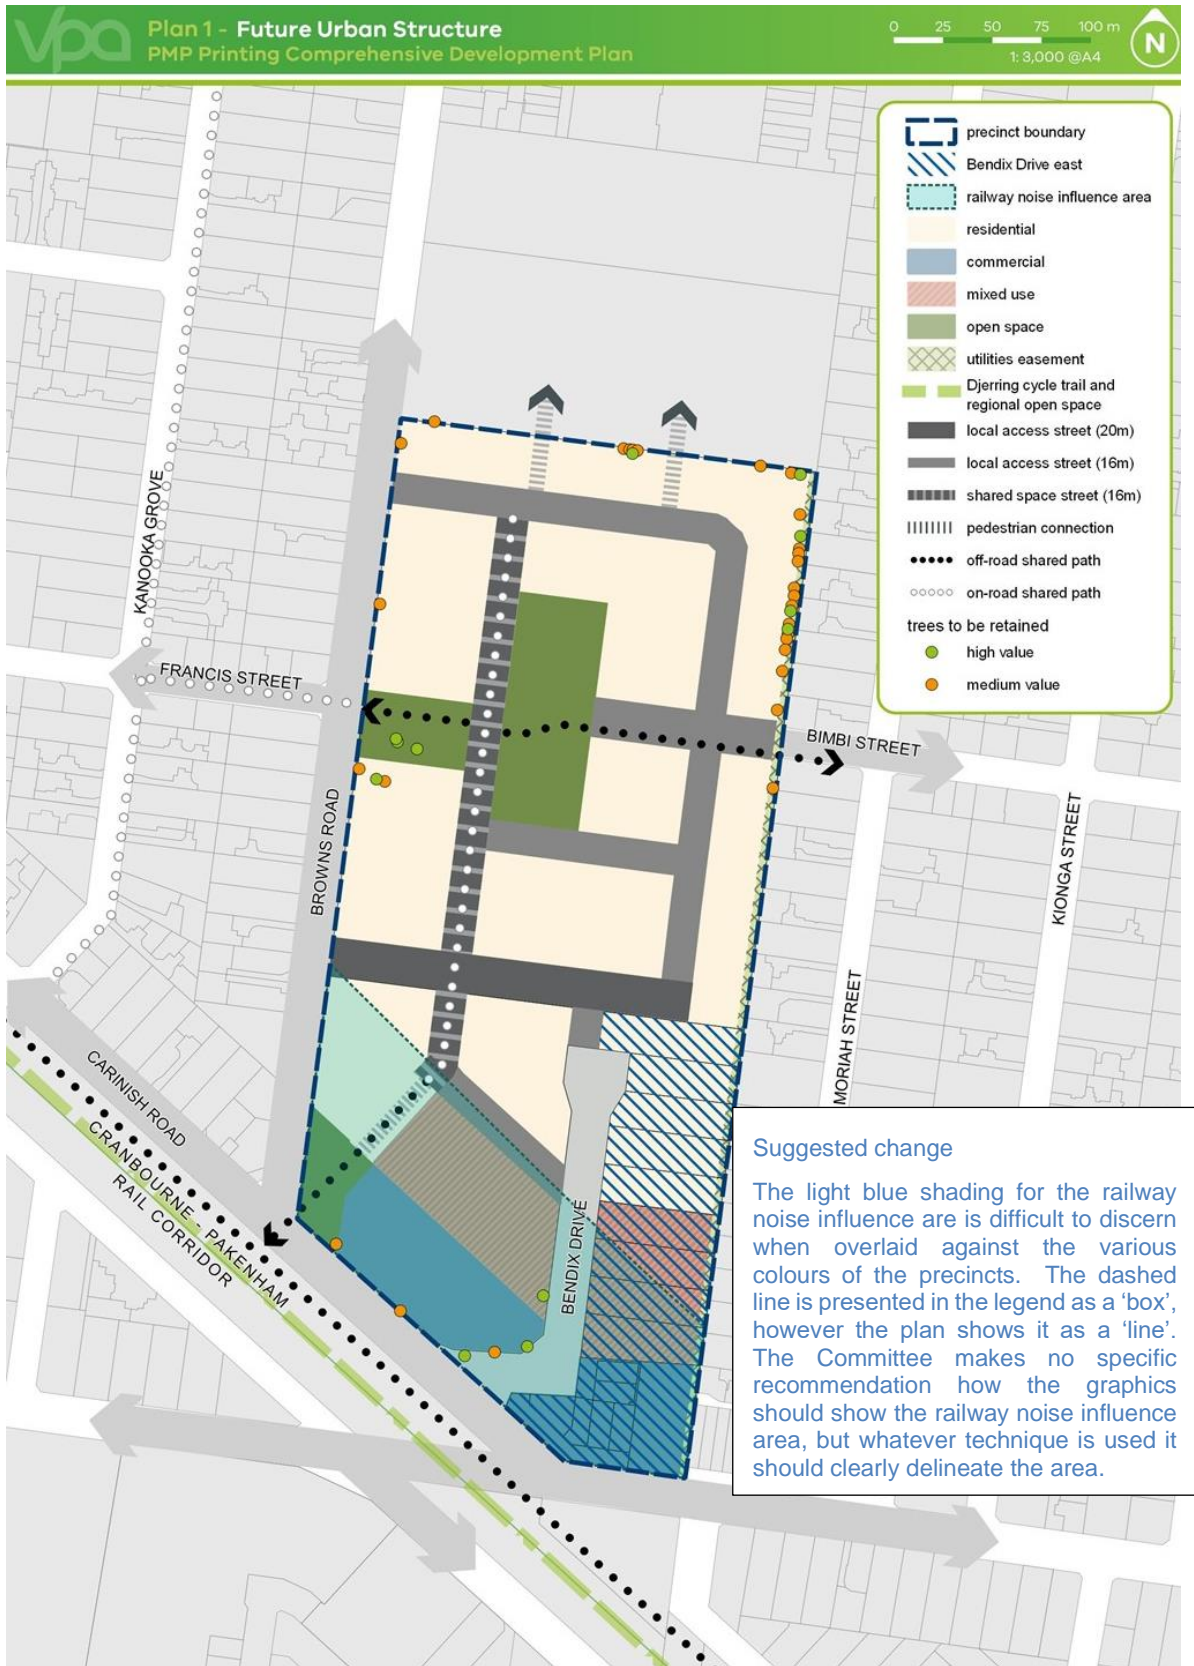 vpa
Plan 1 - Future Urban Structure
PMP Printing Comprehensive Development Plan
0 25 50 75 100 m
1: 3,000 @A4
N
precinct boundary
Bendix Drive east
railway noise influence area
residential
commercial
mixed use
open space
utilities easement
Djerring cycle trail and
regional open space
local access street (20m)
local access street (16m)
shared space street (16m)
pedestrian connection
off-road shared path
on-road shared path
trees to be retained
high value
medium value
KANOOKA GROVE
FRANCIS STREET
BROWNS ROAD
BIMBI STREET
KIONGA STREET
MORIAH STREET
CARINISH ROAD
CRANBOURNE - PAKENHAM
RAIL CORRIDOR
BENDIX DRIVE
Suggested change
The light blue shading for the railway
noise influence are is difficult to discern
when overlaid against the various
colours of the precincts. The dashed
line is presented in the legend as a ‘box’,
however the plan shows it as a ‘line’.
The Committee makes no specific
recommendation how the graphics
should show the railway noise influence
area, but whatever technique is used it
should clearly delineate the area.